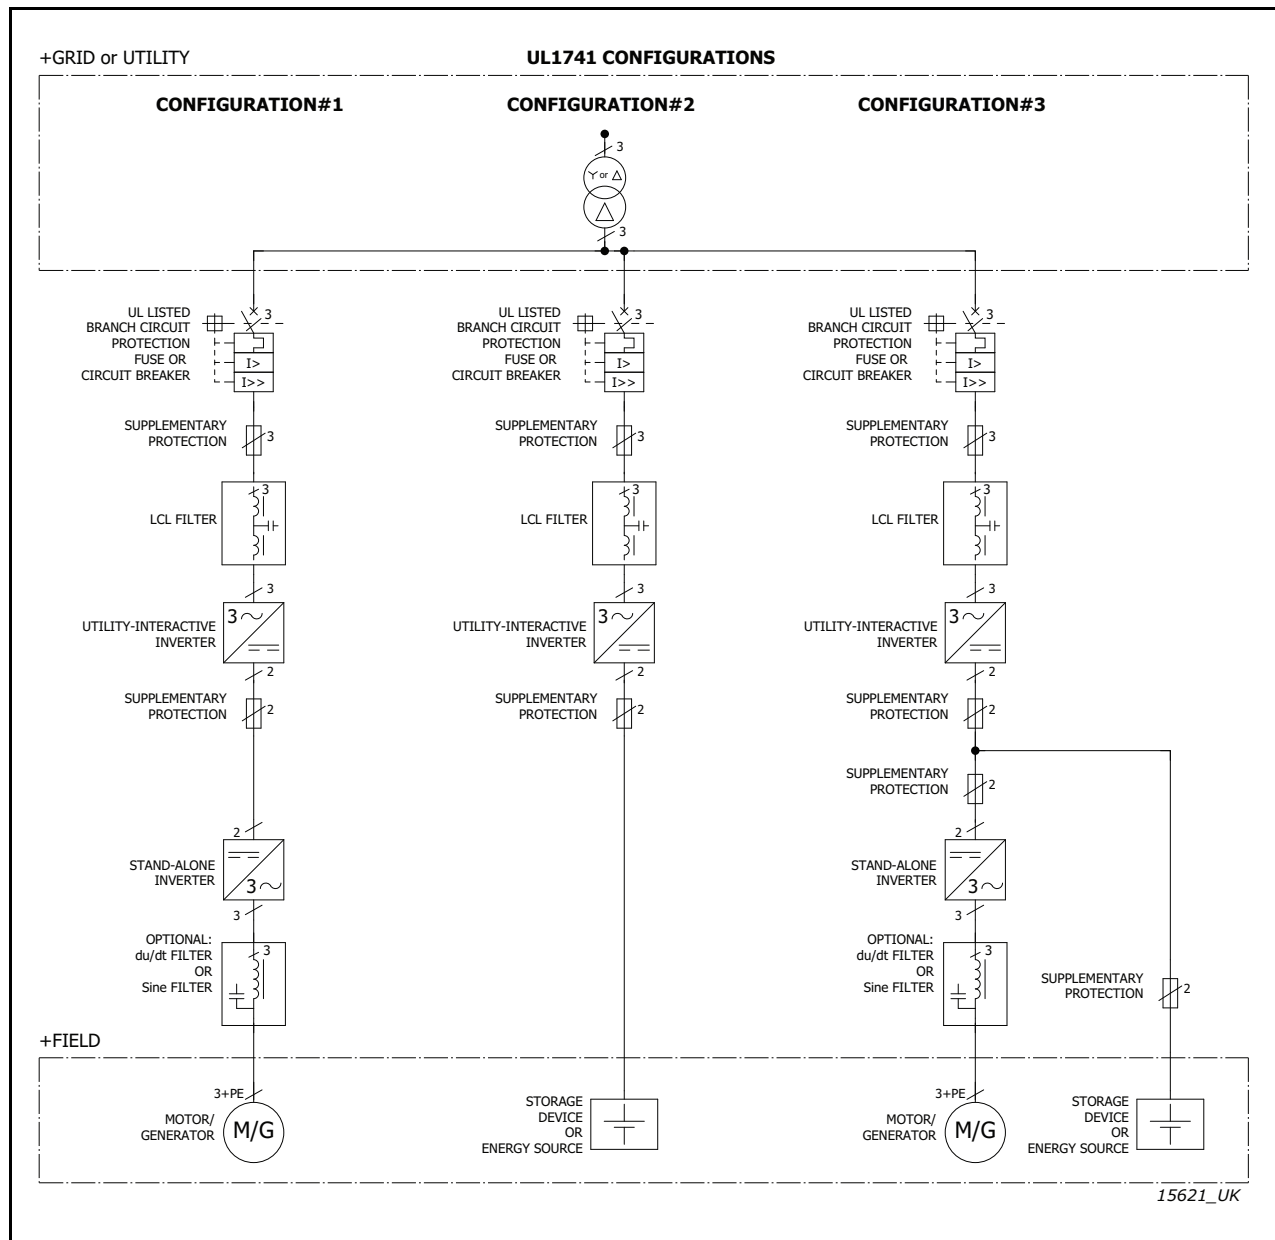 +GRID or UTILITY
UL1741 CONFIGURATIONS
CONFIGURATION#1
CONFIGURATION#2
CONFIGURATION#3
3
Y or Δ
Δ
3
UL LISTED
BRANCH CIRCUIT
PROTECTION
FUSE OR
CIRCUIT BREAKER
3
I>
I>>
UL LISTED
BRANCH CIRCUIT
PROTECTION
FUSE OR
CIRCUIT BREAKER
3
I>
I>>
UL LISTED
BRANCH CIRCUIT
PROTECTION
FUSE OR
CIRCUIT BREAKER
3
I>
I>>
SUPPLEMENTARY
PROTECTION
3
SUPPLEMENTARY
PROTECTION
3
SUPPLEMENTARY
PROTECTION
3
LCL FILTER
3
LCL FILTER
3
LCL FILTER
3
3
3
3
UTILITY-INTERACTIVE
INVERTER
3
UTILITY-INTERACTIVE
INVERTER
3
UTILITY-INTERACTIVE
INVERTER
3
2
2
2
SUPPLEMENTARY
PROTECTION
2
SUPPLEMENTARY
PROTECTION
2
SUPPLEMENTARY
PROTECTION
2
SUPPLEMENTARY
PROTECTION
2
2
2
STAND-ALONE
INVERTER
3
STAND-ALONE
INVERTER
3
3
3
OPTIONAL:
du/dt FILTER
OR
Sine FILTER
3
OPTIONAL:
du/dt FILTER
OR
Sine FILTER
3
SUPPLEMENTARY
PROTECTION
2
+FIELD
3+PE
MOTOR/
GENERATOR
M/G
STORAGE
DEVICE
OR
ENERGY SOURCE
3+PE
MOTOR/
GENERATOR
M/G
STORAGE
DEVICE
OR
ENERGY SOURCE
15621_UK